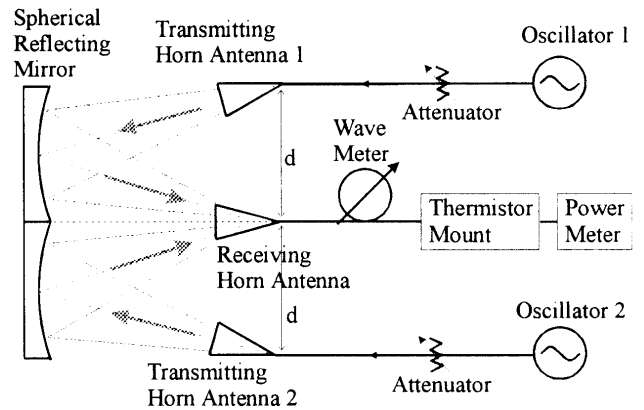 Spherical
Reflecting
Mirror
Transmitting
Horn Antenna 1
Oscillator 1
Attenuator
Wave
Meter
d
Thermistor
Mount
Power
Meter
Receiving
Horn Antenna
d
Oscillator 2
Transmitting
Horn Antenna 2
Attenuator